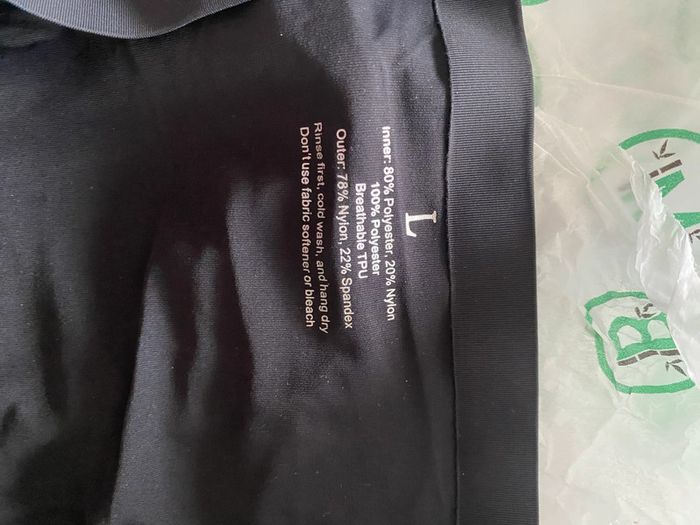 L
Inner: 80% Polyester, 20% Nylon
100% Polyester
Breathable TPU
Outer: 78% Nylon, 22% Spandex
Rinse first, cold wash, and hang dry
Don't use fabric softener or bleach
B